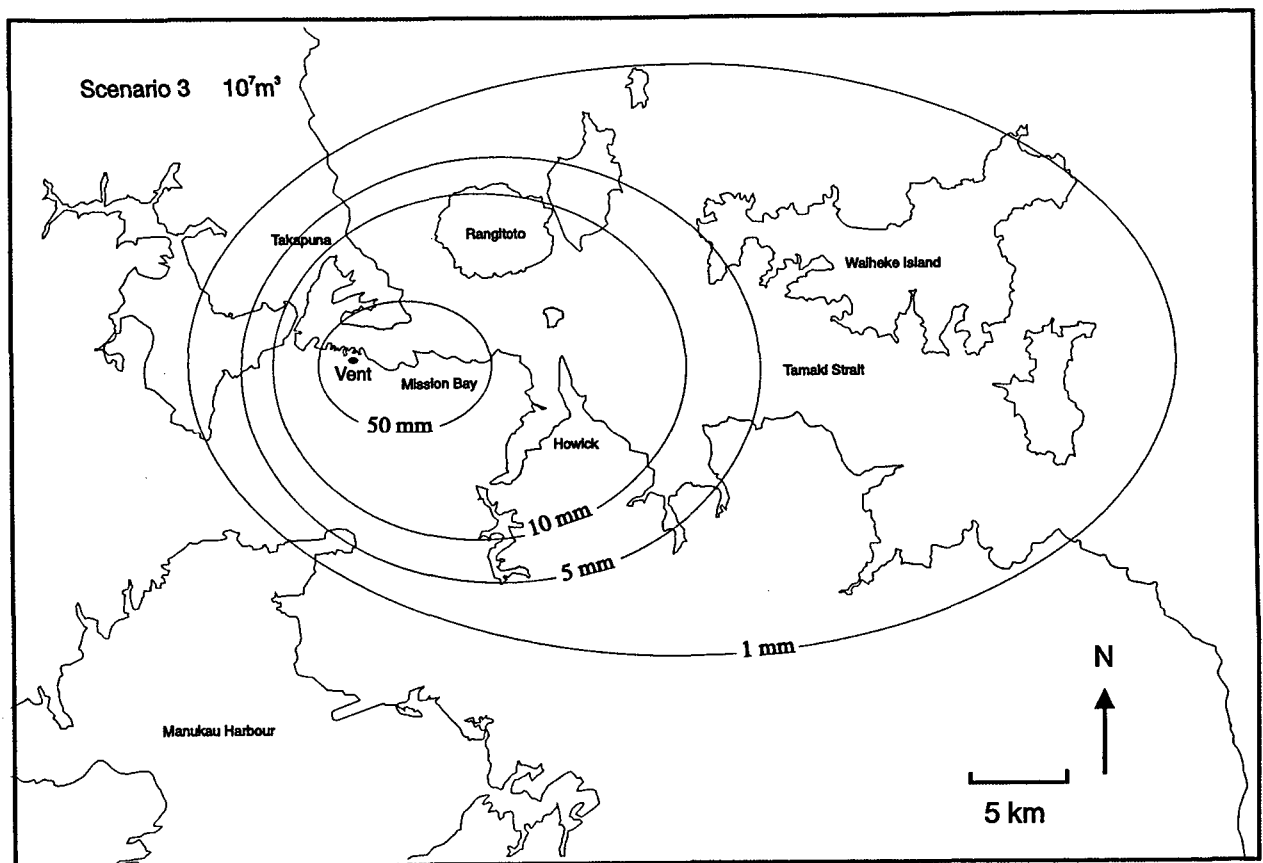 Scenario 3 10⁷m³
Takapuna
Rangitoto
Waiheke Island
Vent
Mission Bay
Tamaki Strait
50 mm
Howick
10 mm
5 mm
1 mm
N
Manukau Harbour
5 km